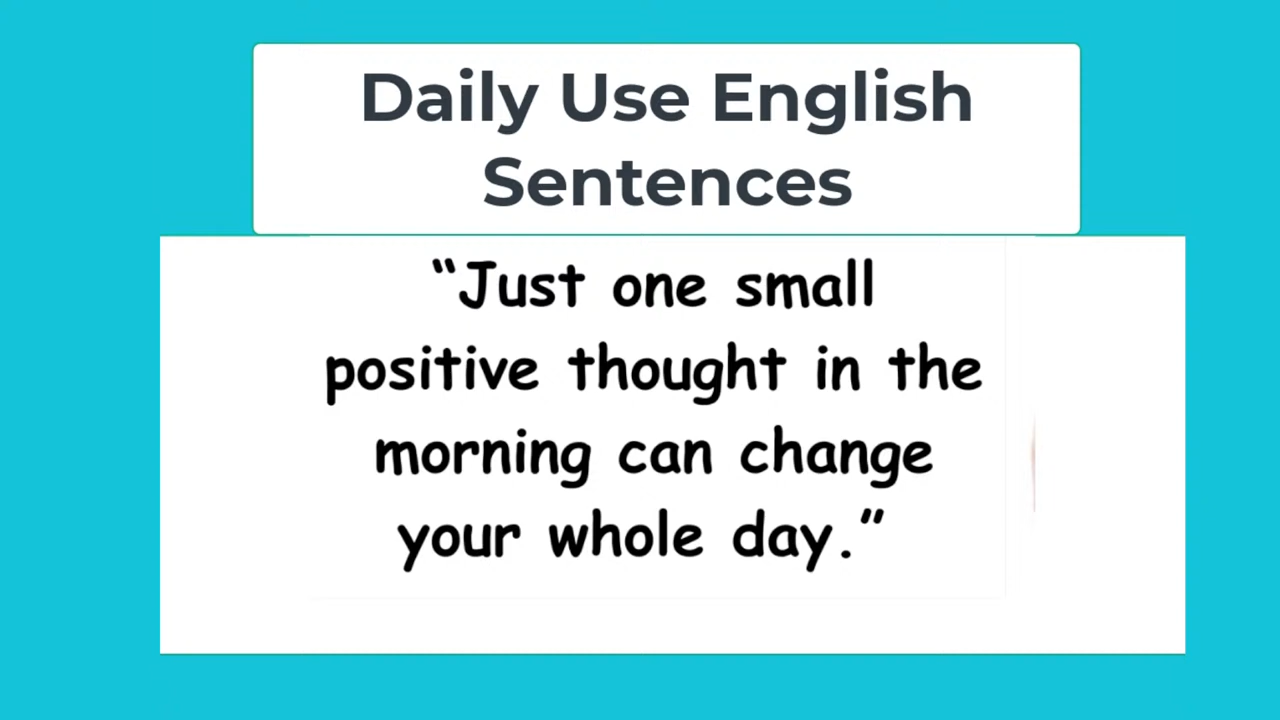 Daily Use English
Sentences
“Just one small
positive thought in the
morning can change
your whole day.”